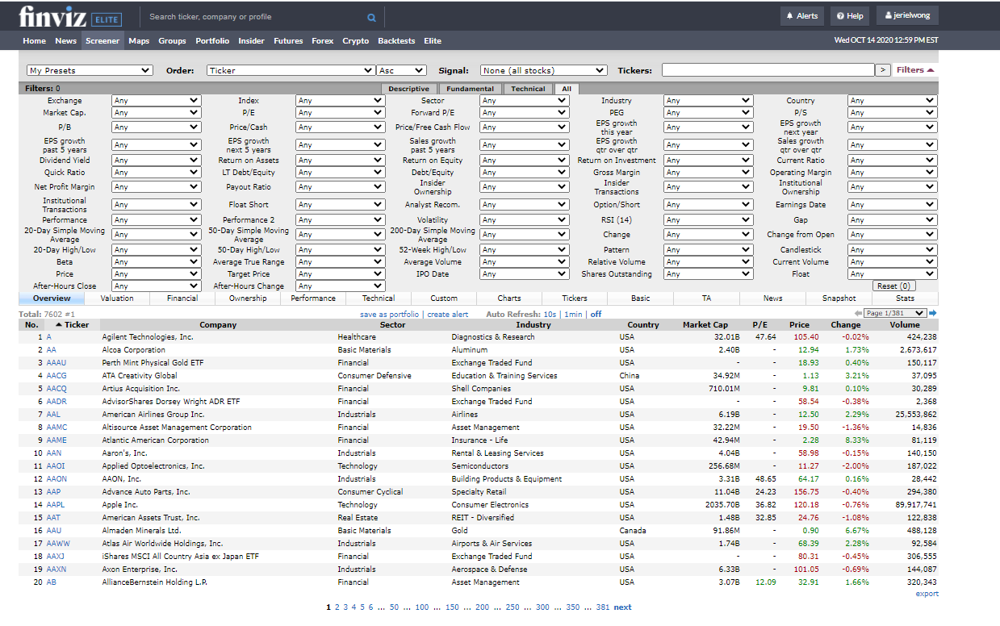 finviz ELITE Search ticker, company or profile Alerts Help jerielwong
Home News Screener Maps Groups Portfolio Insider Futures Forex Crypto Backtests Elite Wed OCT 14 2020 12:59 PM EST
My Presets Order: Ticker Asc Signal: None (all stocks) Tickers: > Filters
Filters: 0 Descriptive Fundamental Technical All
Exchange Any Index Any Sector Any Industry Any Country Any
Market Cap. Any P/E Any Forward P/E Any PEG Any P/S Any
P/B Any Price/Cash Any Price/Free Cash Flow Any EPS growth this year Any EPS growth next year Any
EPS growth past 5 years Any EPS growth next 5 years Any Sales growth past 5 years Any EPS growth qtr over qtr Any Sales growth qtr over qtr Any
Dividend Yield Any Return on Assets Any Return on Equity Any Return on Investment Any Current Ratio Any
Quick Ratio Any LT Debt/Equity Any Debt/Equity Any Gross Margin Any Operating Margin Any
Net Profit Margin Any Payout Ratio Any Insider Ownership Any Insider Transactions Any Institutional Ownership Any
Institutional Transactions Any Float Short Any Analyst Recom. Any Option/Short Any Earnings Date Any
Performance Any Performance 2 Any Volatility Any RSI (14) Any Gap Any
20-Day Simple Moving Average Any 50-Day Simple Moving Average Any 200-Day Simple Moving Average Any Change Any Change from Open Any
20-Day High/Low Any 50-Day High/Low Any 52-Week High/Low Any Pattern Any Candlestick Any
Beta Any Average True Range Any Average Volume Any Relative Volume Any Current Volume Any
Price Any Target Price Any IPO Date Any Shares Outstanding Any Float Any
After-Hours Close Any After-Hours Change Any Reset (0)
Overview Valuation Financial Ownership Performance Technical Custom Charts Tickers Basic TA News Snapshot Stats
Total: 7602 #1 save as portfolio | create alert Auto Refresh: 10s | 1min | off Page 1/381
No. Ticker Company Sector Industry Country Market Cap P/E Price Change Volume
1 A Agilent Technologies, Inc. Healthcare Diagnostics & Research USA 32.01B 47.64 105.40 -0.02% 424,238
2 AA Alcoa Corporation Basic Materials Aluminum USA 2.40B - 12.94 1.73% 2,673,617
3 AAAU Perth Mint Physical Gold ETF Financial Exchange Traded Fund USA - - 18.93 0.40% 150,117
4 AACG ATA Creativity Global Consumer Defensive Education & Training Services China 34.92M - 1.13 3.21% 37,095
5 AACQ Artius Acquisition Inc. Financial Shell Companies USA 710.01M - 9.81 0.10% 30,289
6 AADR AdvisorShares Dorsey Wright ADR ETF Financial Exchange Traded Fund USA - - 58.54 -0.38% 2,368
7 AAL American Airlines Group Inc. Industrials Airlines USA 6.19B - 12.50 2.29% 25,553,862
8 AAMC Altisource Asset Management Corporation Financial Asset Management USA 32.22M - 19.50 -1.36% 14,836
9 AAME Atlantic American Corporation Financial Insurance - Life USA 42.94M - 2.28 8.33% 81,119
10 AAN Aaron's, Inc. Industrials Rental & Leasing Services USA 4.04B - 58.98 -0.15% 140,150
11 AAOI Applied Optoelectronics, Inc. Technology Semiconductors USA 256.68M - 11.27 -2.00% 187,022
12 AAON AAON, Inc. Industrials Building Products & Equipment USA 3.31B 48.65 64.17 0.16% 28,442
13 AAP Advance Auto Parts, Inc. Consumer Cyclical Specialty Retail USA 11.04B 24.23 156.75 -0.40% 294,380
14 AAPL Apple Inc. Technology Consumer Electronics USA 2035.70B 36.82 120.18 -0.76% 89,917,741
15 AAT American Assets Trust, Inc. Real Estate REIT - Diversified USA 1.48B 32.85 24.76 -1.08% 122,838
16 AAU Almaden Minerals Ltd. Basic Materials Gold Canada 91.86M - 0.90 6.67% 488,128
17 AAWW Atlas Air Worldwide Holdings, Inc. Industrials Airports & Air Services USA 1.74B - 68.39 2.28% 92,584
18 AAXJ iShares MSCI All Country Asia ex Japan ETF Financial Exchange Traded Fund USA - - 80.31 -0.45% 306,555
19 AAXN Axon Enterprise, Inc. Industrials Aerospace & Defense USA 6.33B - 101.05 -0.69% 144,087
20 AB AllianceBernstein Holding L.P. Financial Asset Management USA 3.07B 12.09 32.91 1.66% 320,343
export
1 2 3 4 5 6 ... 50 ... 100 ... 150 ... 200 ... 250 ... 300 ... 350 ... 381 next